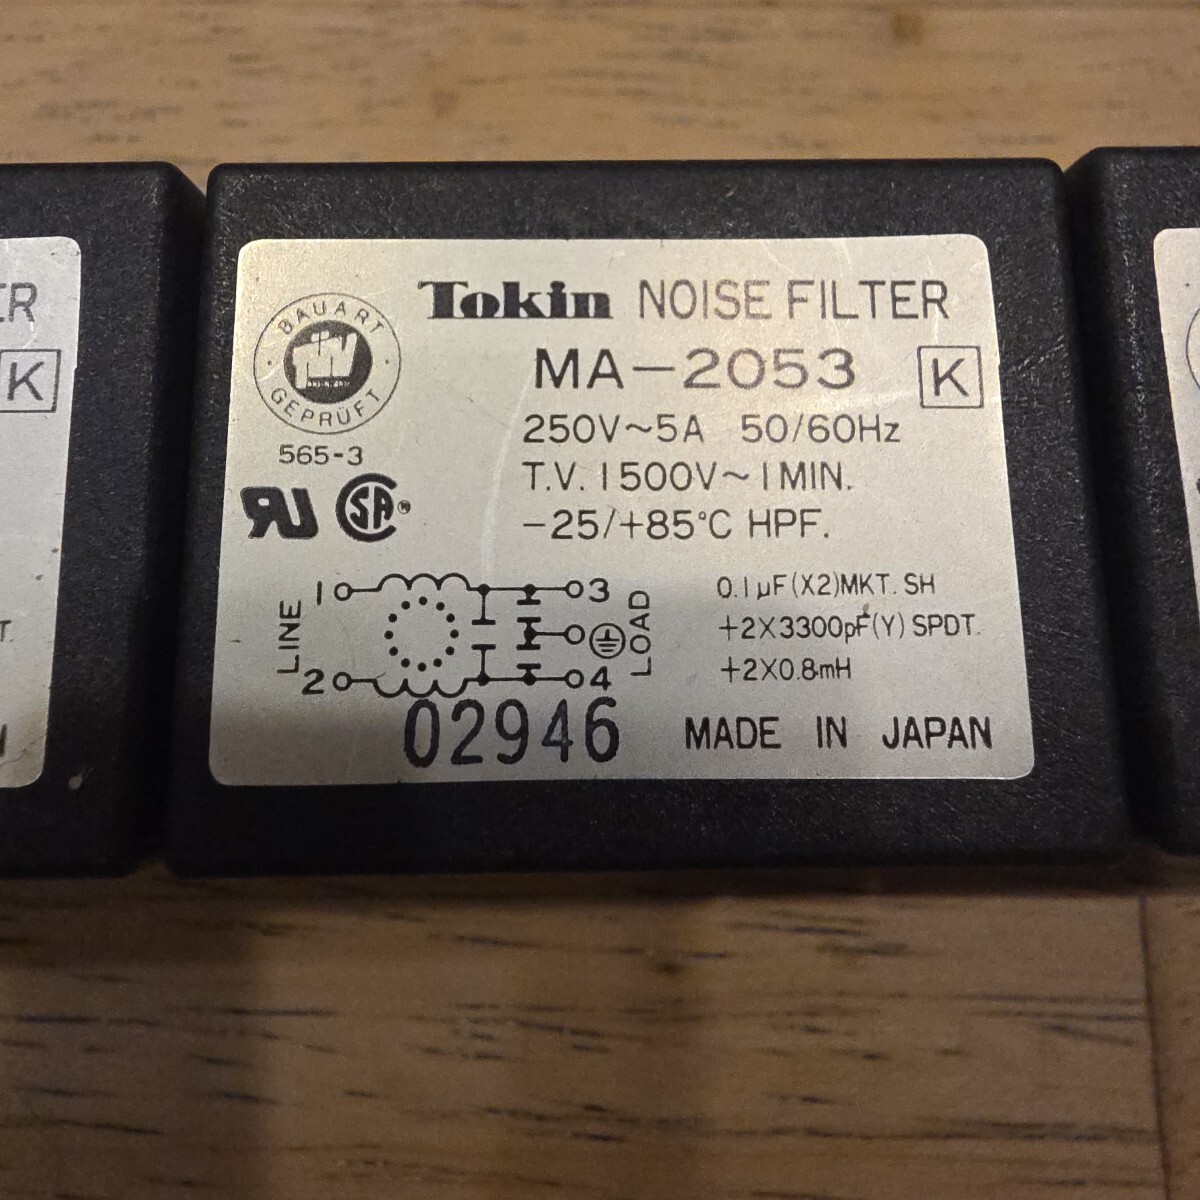 Tokin NOISE FILTER
MA-2053 K
250V~5A 50/60Hz
T.V. 1500V~1MIN.
-25/+85°C HPF.
BAUART
GEPRÜFT
565-3
SA
1 3
LINE LOAD
2 4
0.1µF(X2)MKT.SH
+2X3300pF(Y)SPDT.
+2X0.8mH
02946 MADE IN JAPAN
ER
K
T.
N